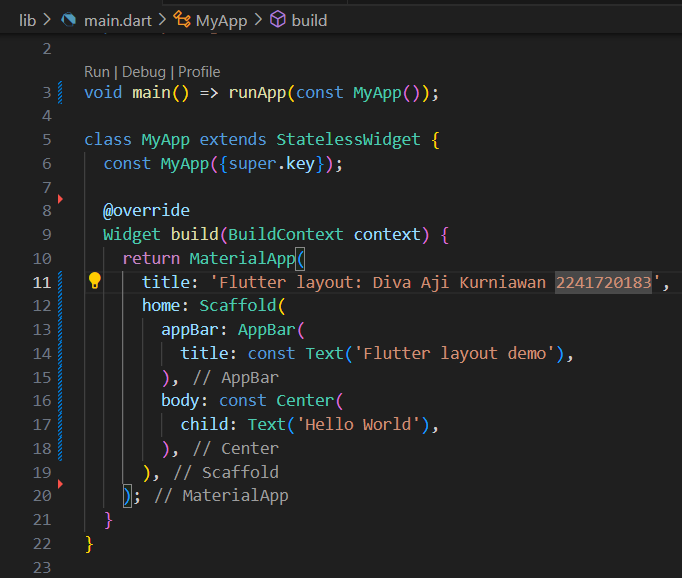 lib > main.dart > MyApp > build
2
Run | Debug | Profile
3 void main() => runApp(const MyApp());
4
5 class MyApp extends StatelessWidget {
6   const MyApp({super.key});
7
8   @override
9   Widget build(BuildContext context) {
10     return MaterialApp(
11       title: 'Flutter layout: Diva Aji Kurniawan 2241720183',
12       home: Scaffold(
13         appBar: AppBar(
14           title: const Text('Flutter layout demo'),
15         ), // AppBar
16         body: const Center(
17           child: Text('Hello World'),
18         ), // Center
19       ), // Scaffold
20     ); // MaterialApp
21   }
22 }
23